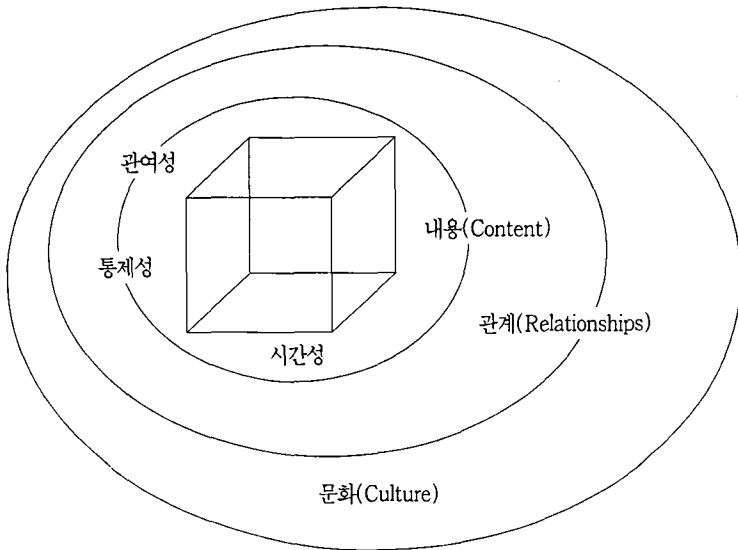 관여성
내용(Content)
통제성
관계(Relationships)
시간성
문화(Culture)